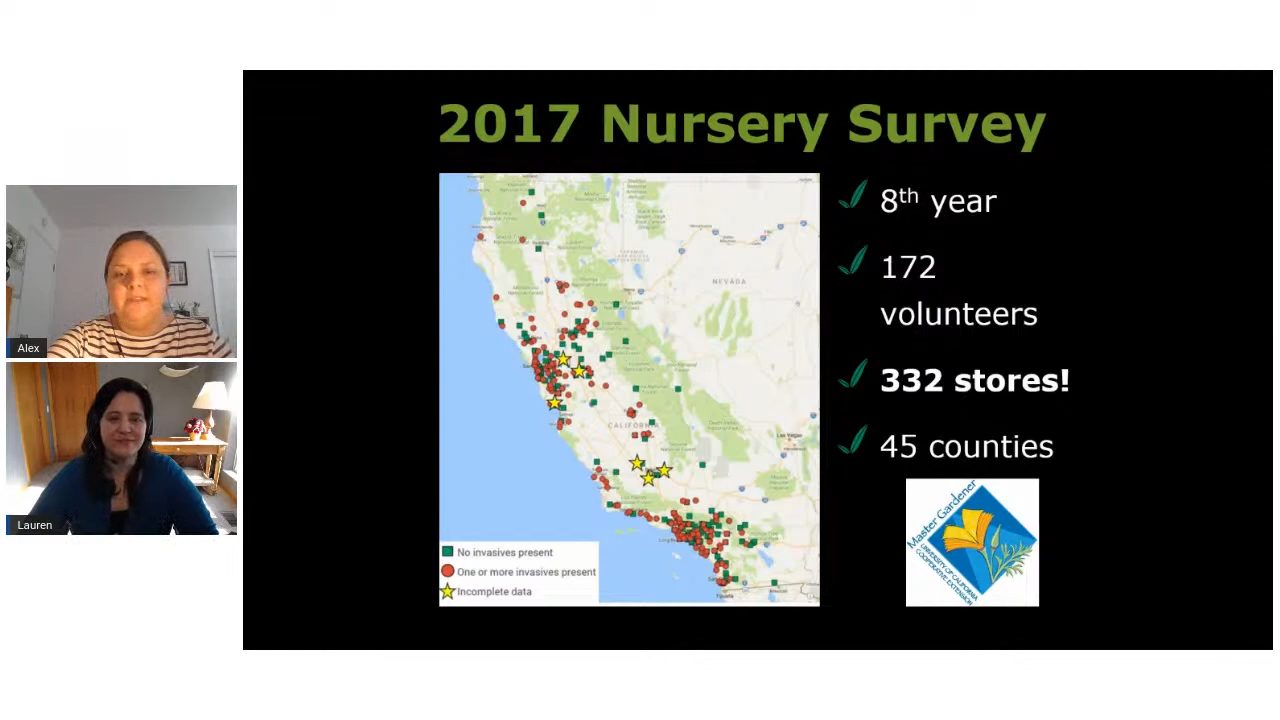 2017 Nursery Survey
8th year
172
volunteers
332 stores!
45 counties
NEVADA
CALIFORNIA
Las Vegas
Tijuana
No invasives present
One or more invasives present
Incomplete data
Master Gardener
UNIVERSITY OF CALIFORNIA
COOPERATIVE EXTENSION
Alex
Lauren